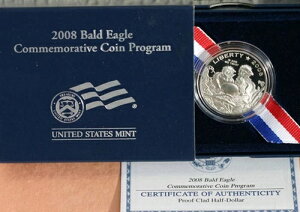 2008 Bald Eagle
Commemorative Coin Program
UNITED STATES MINT
LIBERTY
2008
2008 Bald Eagle
Commemorative Coin Program
CERTIFICATE OF AUTHENTICITY
Proof Clad Half-Dollar